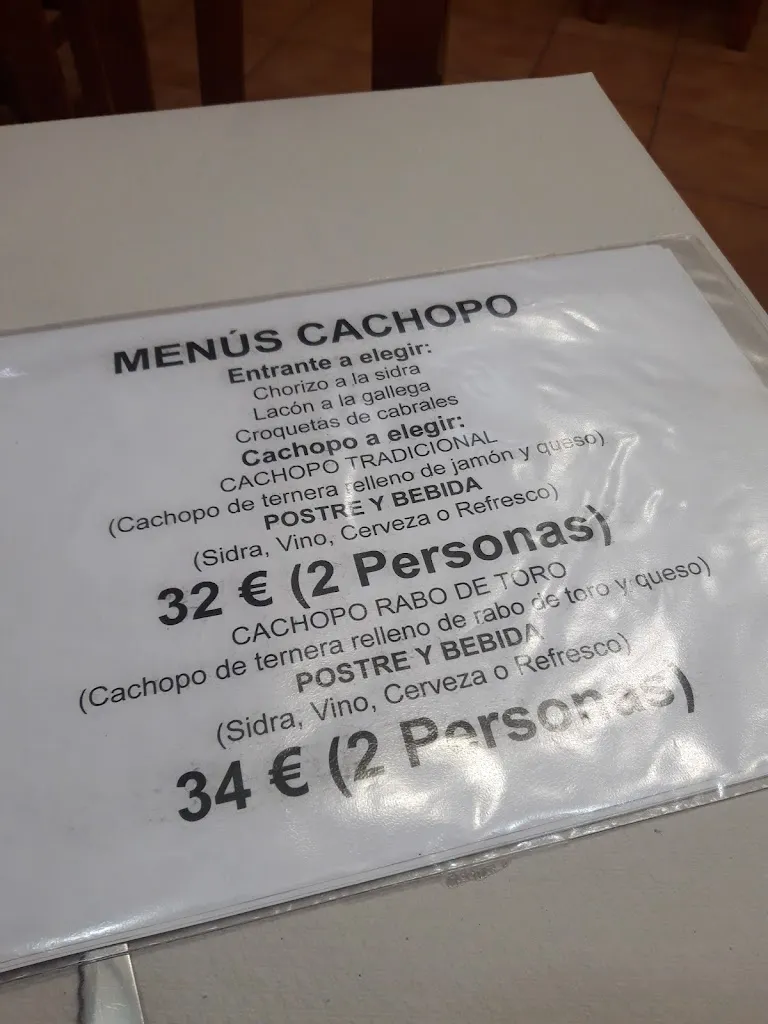 MENÚS CACHOPO
Entrante a elegir:
Chorizo a la sidra
Lacón a la gallega
Croquetas de cabrales
Cachopo a elegir:
CACHOPO TRADICIONAL
(Cachopo de ternera relleno de jamón y queso)
POSTRE Y BEBIDA
(Sidra, Vino, Cerveza o Refresco)
32 € (2 Personas)
CACHOPO RABO DE TORO
(Cachopo de ternera relleno de rabo de toro y queso)
POSTRE Y BEBIDA
(Sidra, Vino, Cerveza o Refresco)
34 € (2 Personas)